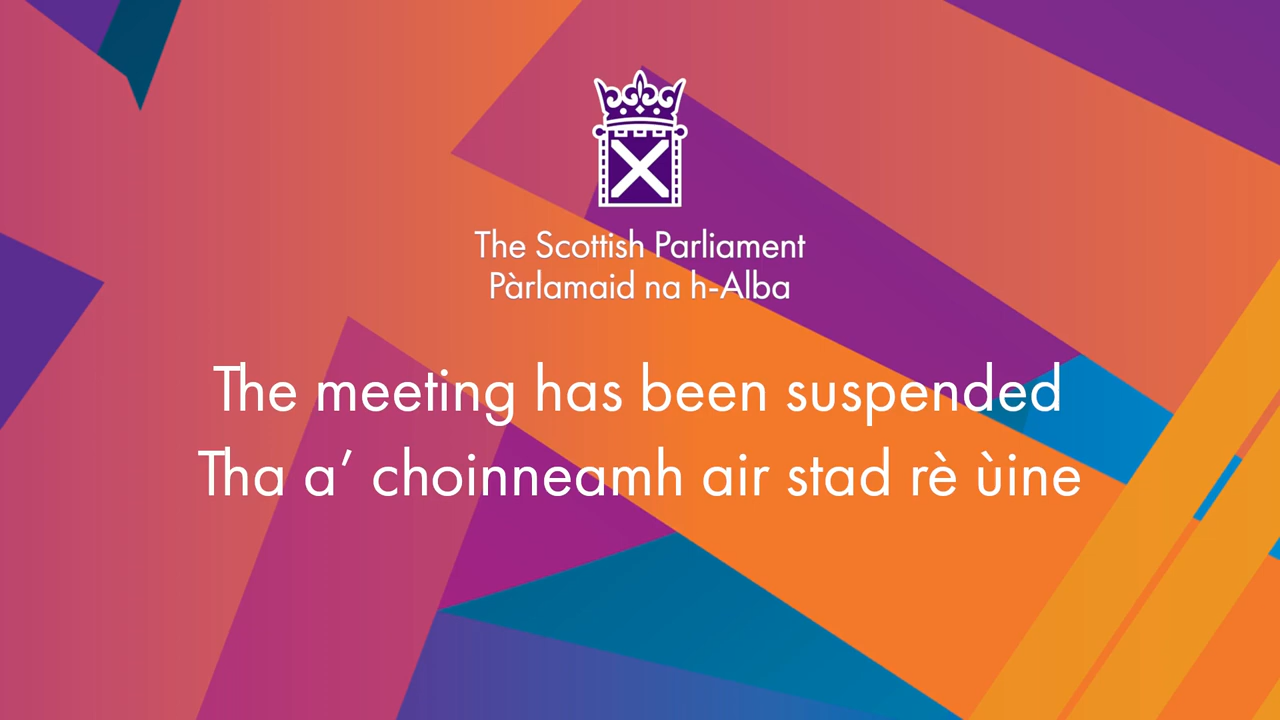 The Scottish Parliament
Pàrlamaid na h-Alba
The meeting has been suspended
Tha a’ choinneamh air stad rè ùine